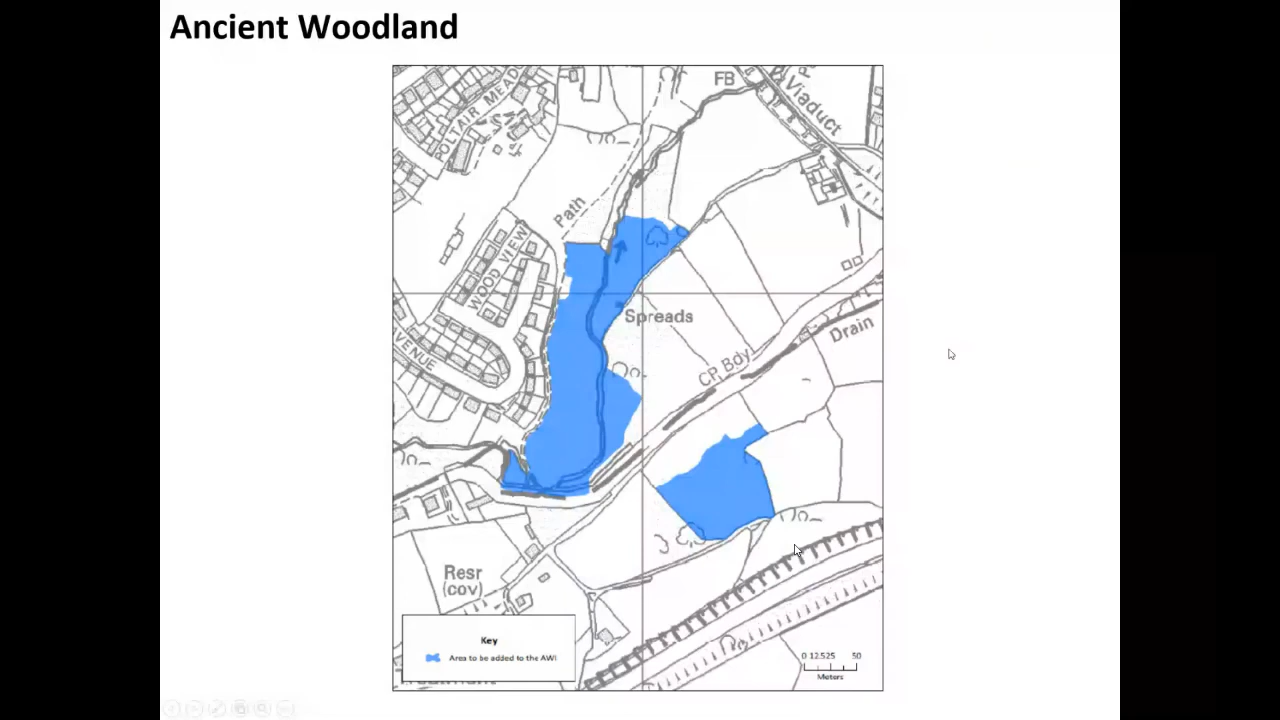 Ancient Woodland
FB
Viaduct
POLTAIR MEADO
Path
WOOD VIEW
Spreads
Drain
CP Bdy
AVENUE
Resr
(cov)
Key
Area to be added to the AWI
0 12.525 50
Meters